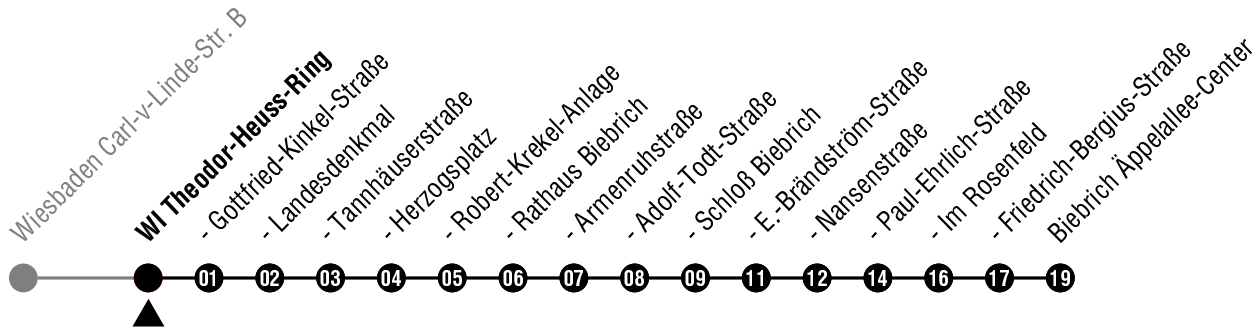 Wiesbaden Carl-v-Linde-Str. B
WI Theodor-Heuss-Ring
- Gottfried-Kinkel-Straße
- Landesdenkmal
- Tannhäuserstraße
- Herzogsplatz
- Robert-Krekel-Anlage
- Rathaus Biebrich
- Armenruhstraße
- Adolf-Todt-Straße
- Schloß Biebrich
- E.-Brändström-Straße
- Nansenstraße
- Paul-Ehrlich-Straße
- Im Rosenfeld
- Friedrich-Bergius-Straße
Biebrich Äppelallee-Center
01 02 03 04 05 06 07 08 09 11 12 14 16 17 19